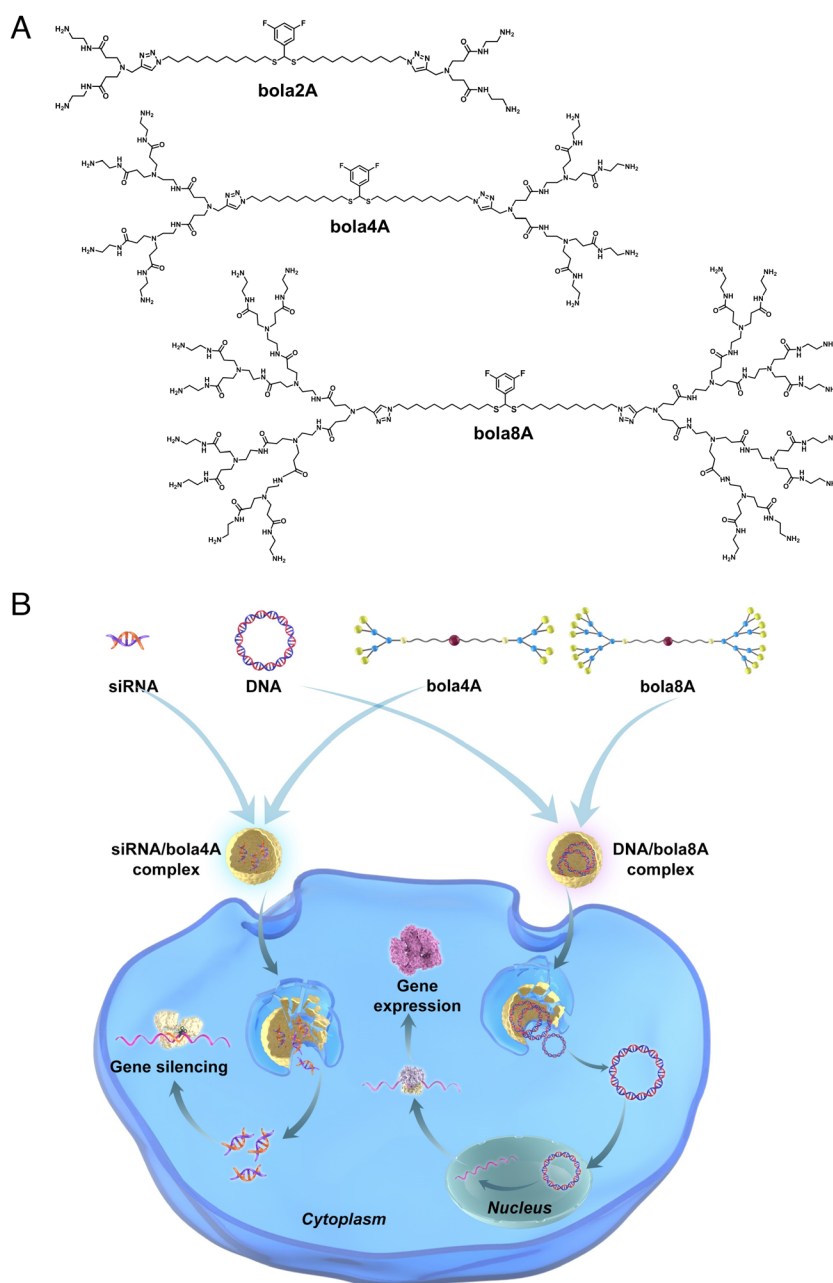 A
bola2A
bola4A
bola8A
B
siRNA
DNA
bola4A
bola8A
siRNA/bola4A
complex
DNA/bola8A
complex
Gene
expression
Gene silencing
Nucleus
Cytoplasm